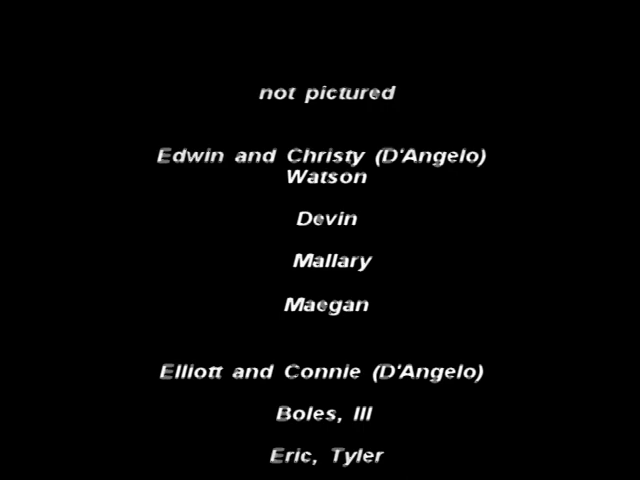 not pictured
Edwin and Christy (D'Angelo)
Watson
Devin
Mallary
Maegan
Elliott and Connie (D'Angelo)
Boles, III
Eric, Tyler